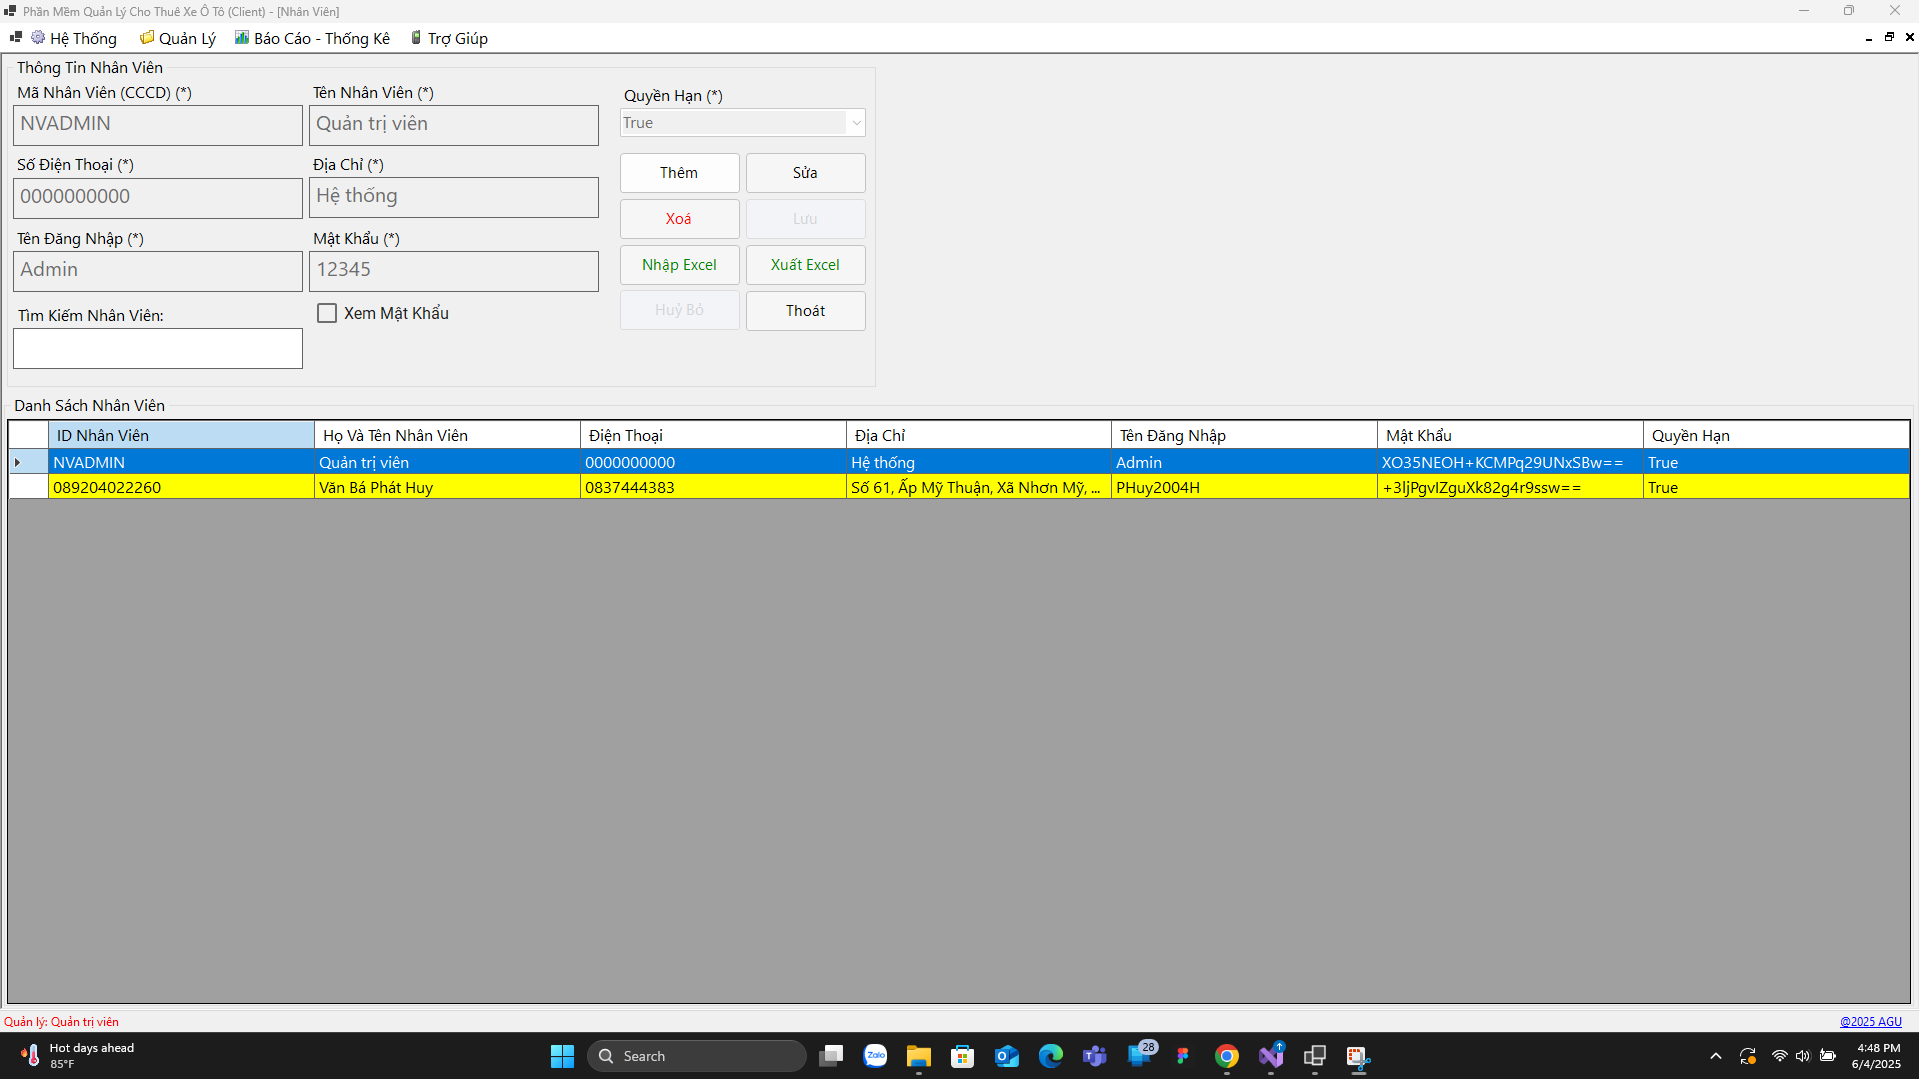 Phần Mềm Quản Lý Cho Thuê Xe Ô Tô (Client) - [Nhân Viên]
Hệ Thống Quản Lý Báo Cáo - Thống Kê Trợ Giúp
Thông Tin Nhân Viên
Mã Nhân Viên (CCCD) (*) Tên Nhân Viên (*) Quyền Hạn (*)
NVADMIN Quản trị viên True
Số Điện Thoại (*) Địa Chỉ (*) Thêm Sửa
0000000000 Hệ thống Xoá Lưu
Tên Đăng Nhập (*) Mật Khẩu (*)
Admin 12345 Nhập Excel Xuất Excel
Tìm Kiếm Nhân Viên: Xem Mật Khẩu Huỷ Bỏ Thoát
Danh Sách Nhân Viên
ID Nhân Viên Họ Và Tên Nhân Viên Điện Thoại Địa Chỉ Tên Đăng Nhập Mật Khẩu Quyền Hạn
NVADMIN Quản trị viên 0000000000 Hệ thống Admin XO35NEOH+KCMPq29UNxSBw== True
089204022260 Văn Bá Phát Huy 0837444383 Số 61, Ấp Mỹ Thuận, Xã Nhơn Mỹ, ... PHuy2004H +3ljPgvIZguXk82g4r9ssw== True
Quản lý: Quản trị viên @2025 AGU
Hot days ahead
85°F
Search
Zalo
28
4:48 PM
6/4/2025